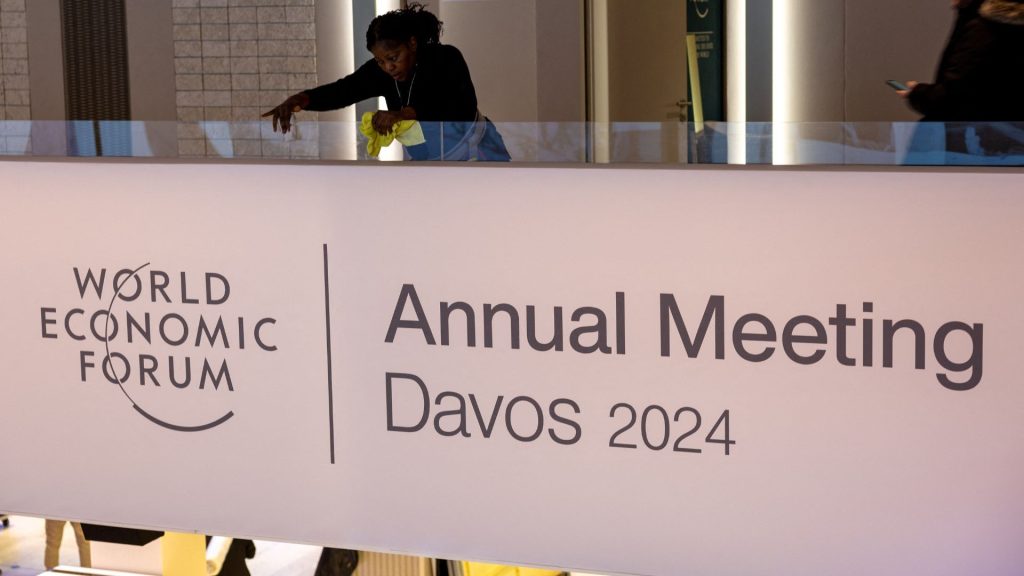 WORLD
ECONOMIC
FORUM
Annual Meeting
Davos 2024